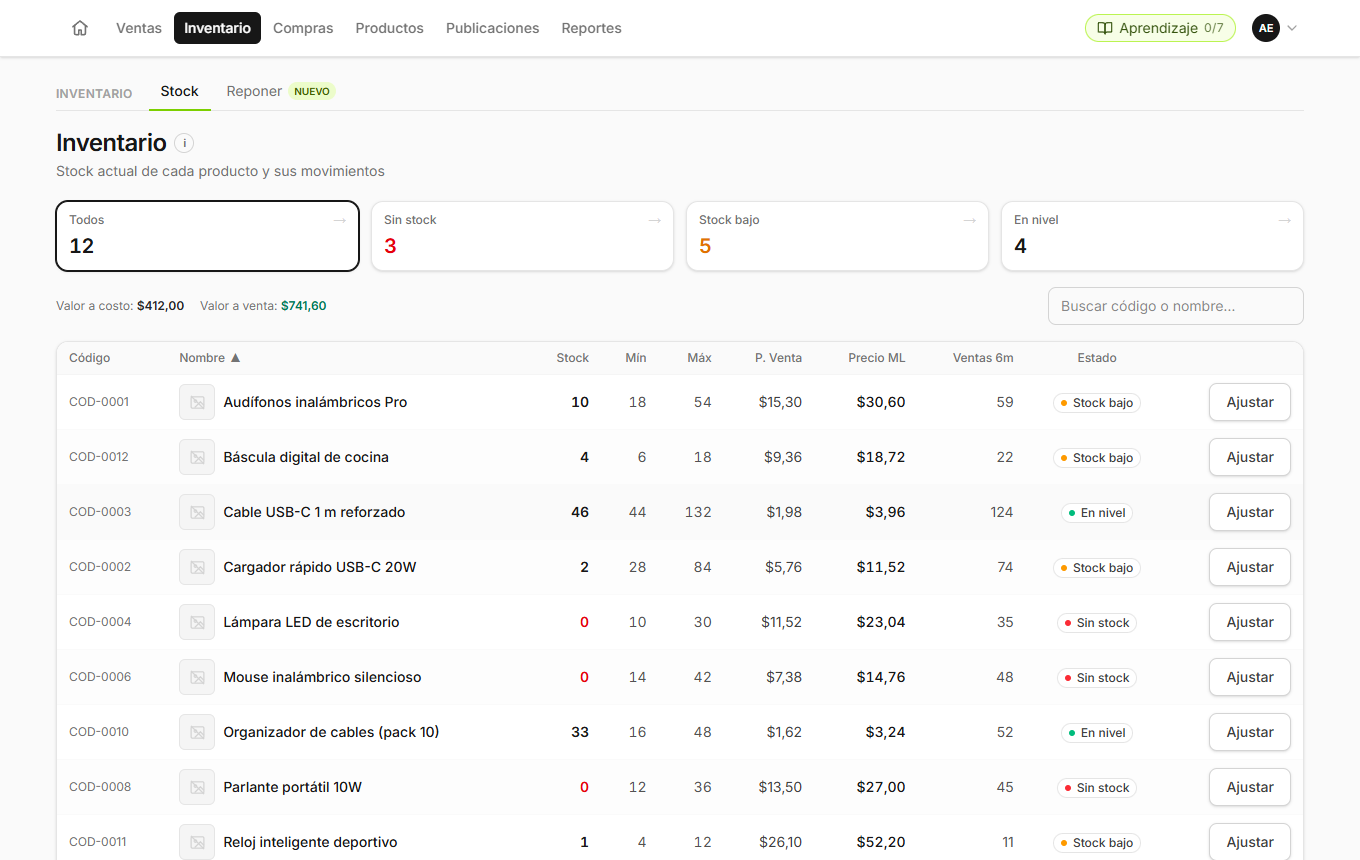 Ventas Inventario Compras Productos Publicaciones Reportes Aprendizaje 0/7 AE
INVENTARIO Stock Reponer NUEVO
Inventario i
Stock actual de cada producto y sus movimientos
Todos → Sin stock → Stock bajo → En nivel →
12 3 5 4
Valor a costo: $412,00 Valor a venta: $741,60 Buscar código o nombre...
Código Nombre ▲ Stock Mín Máx P. Venta Precio ML Ventas 6m Estado
COD-0001 Audífonos inalámbricos Pro 10 18 54 $15,30 $30,60 59 Stock bajo Ajustar
COD-0012 Báscula digital de cocina 4 6 18 $9,36 $18,72 22 Stock bajo Ajustar
COD-0003 Cable USB-C 1 m reforzado 46 44 132 $1,98 $3,96 124 En nivel Ajustar
COD-0002 Cargador rápido USB-C 20W 2 28 84 $5,76 $11,52 74 Stock bajo Ajustar
COD-0004 Lámpara LED de escritorio 0 10 30 $11,52 $23,04 35 Sin stock Ajustar
COD-0006 Mouse inalámbrico silencioso 0 14 42 $7,38 $14,76 48 Sin stock Ajustar
COD-0010 Organizador de cables (pack 10) 33 16 48 $1,62 $3,24 52 En nivel Ajustar
COD-0008 Parlante portátil 10W 0 12 36 $13,50 $27,00 45 Sin stock Ajustar
COD-0011 Reloj inteligente deportivo 1 4 12 $26,10 $52,20 11 Stock bajo Ajustar